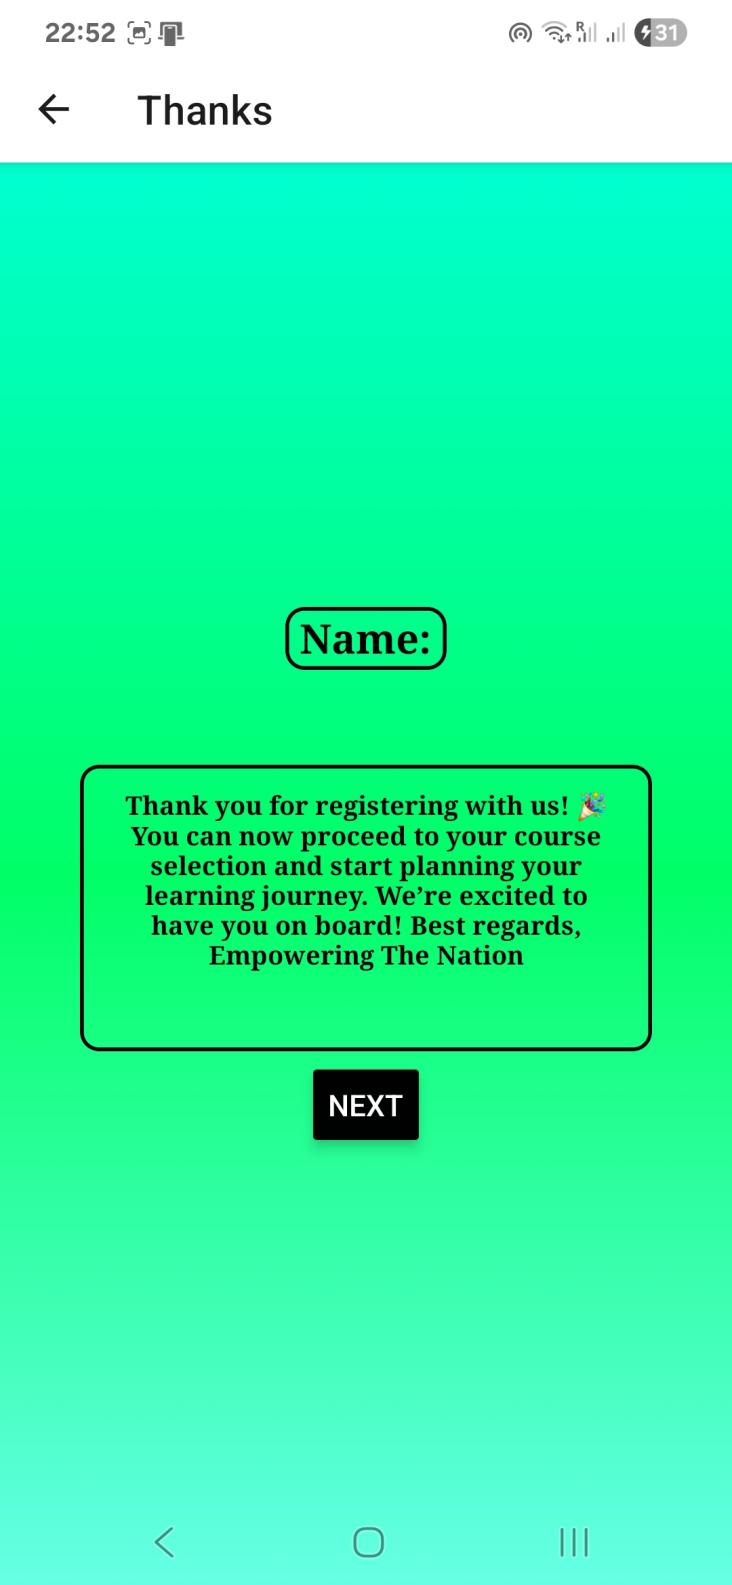 22:52
R
31
Thanks
Name:
Thank you for registering with us! 🎉
You can now proceed to your course
selection and start planning your
learning journey. We’re excited to
have you on board! Best regards,
Empowering The Nation
NEXT